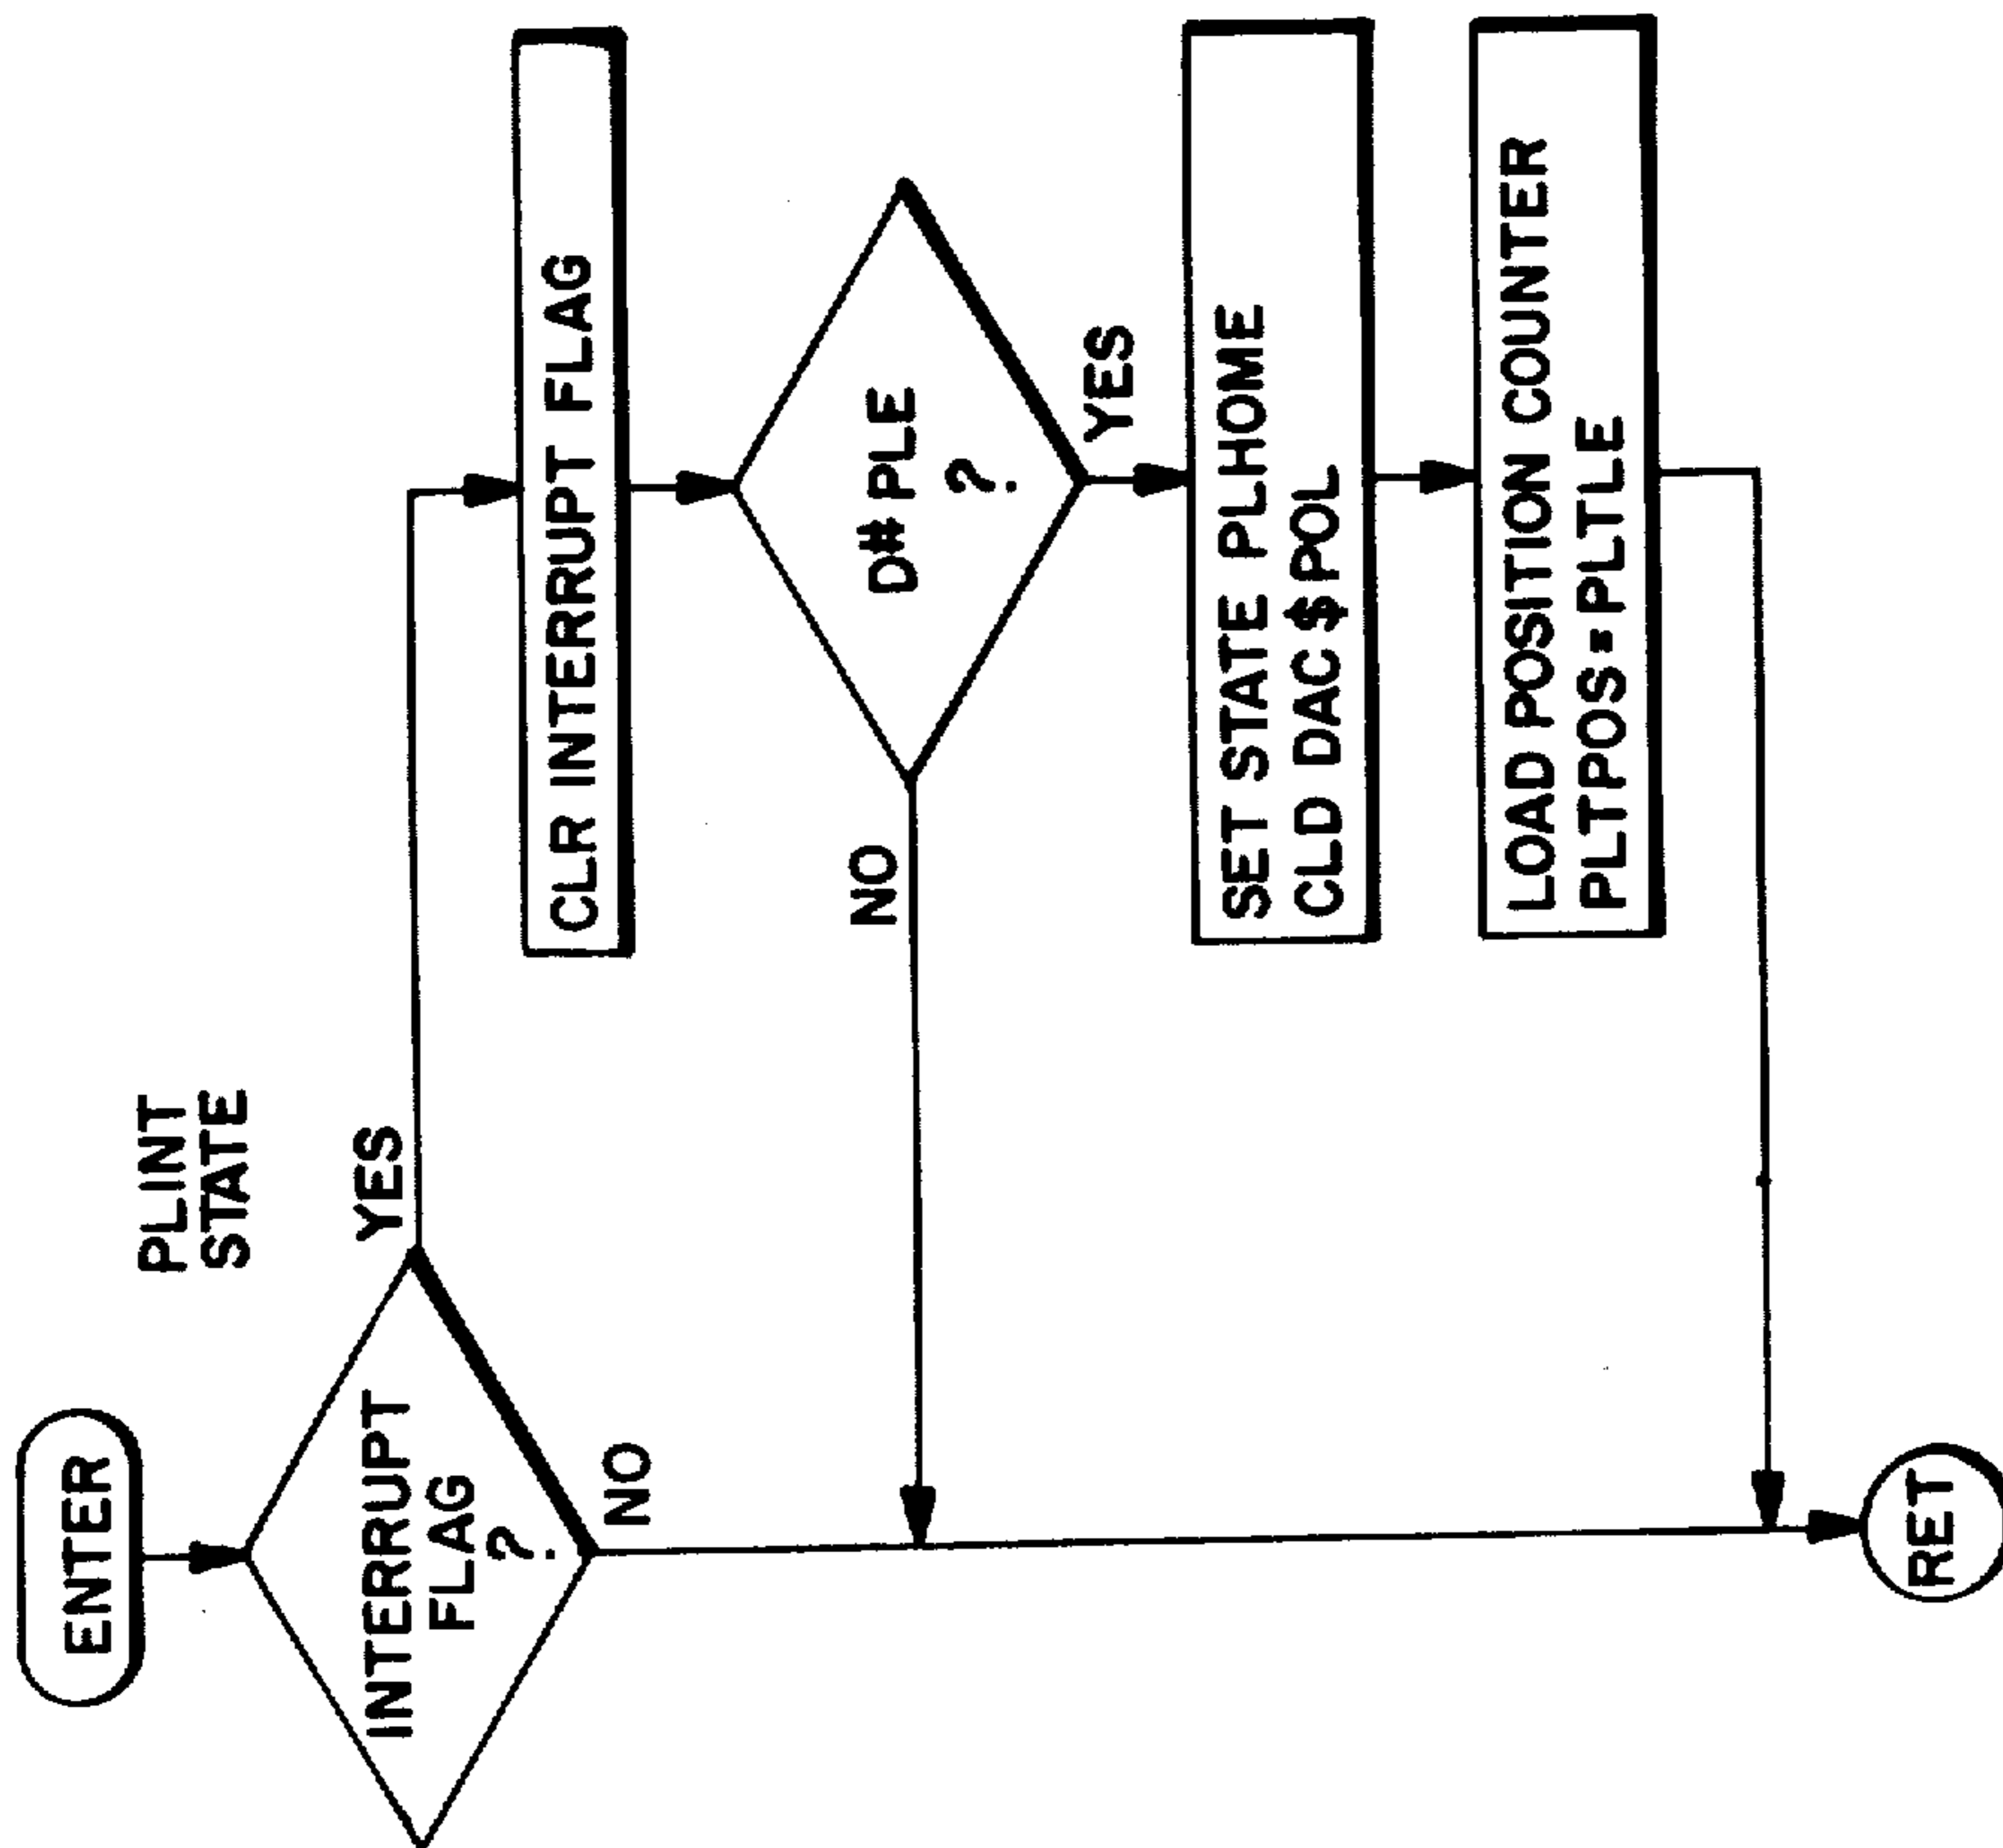 PLINT
STATE
ENTER
INTERRUPT
FLAG
?
YES
NO
CLR INTERRUPT FLAG
D# PLE
?
NO
YES
SET STATE PLHOME
CLD DAC $ POL
LOAD POSITION COUNTER
PLTPOS=PLTLE
RET